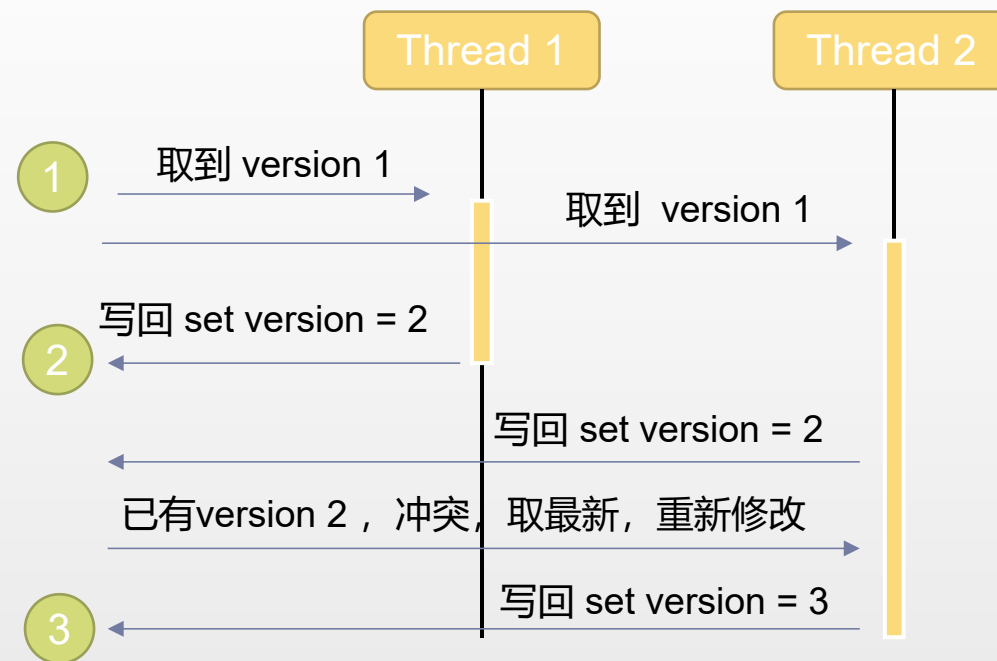 Thread 1
Thread 2
1
取到 version 1
取到 version 1
写回 set version = 2
2
写回 set version = 2
已有version 2 ，冲突，取最新，重新修改
写回 set version = 3
3